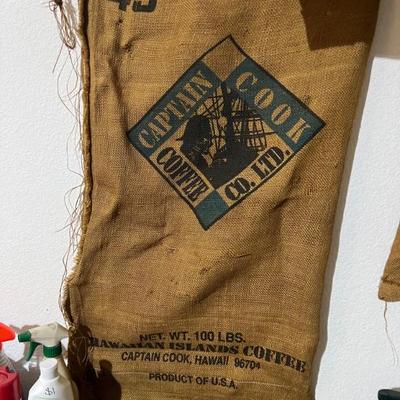 CAPTAIN COOK
COFFEE CO. LTD.
NET. WT. 100 LBS.
HAWAIIAN ISLANDS COFFEE
CAPTAIN COOK, HAWAII 96704
PRODUCT OF U.S.A.